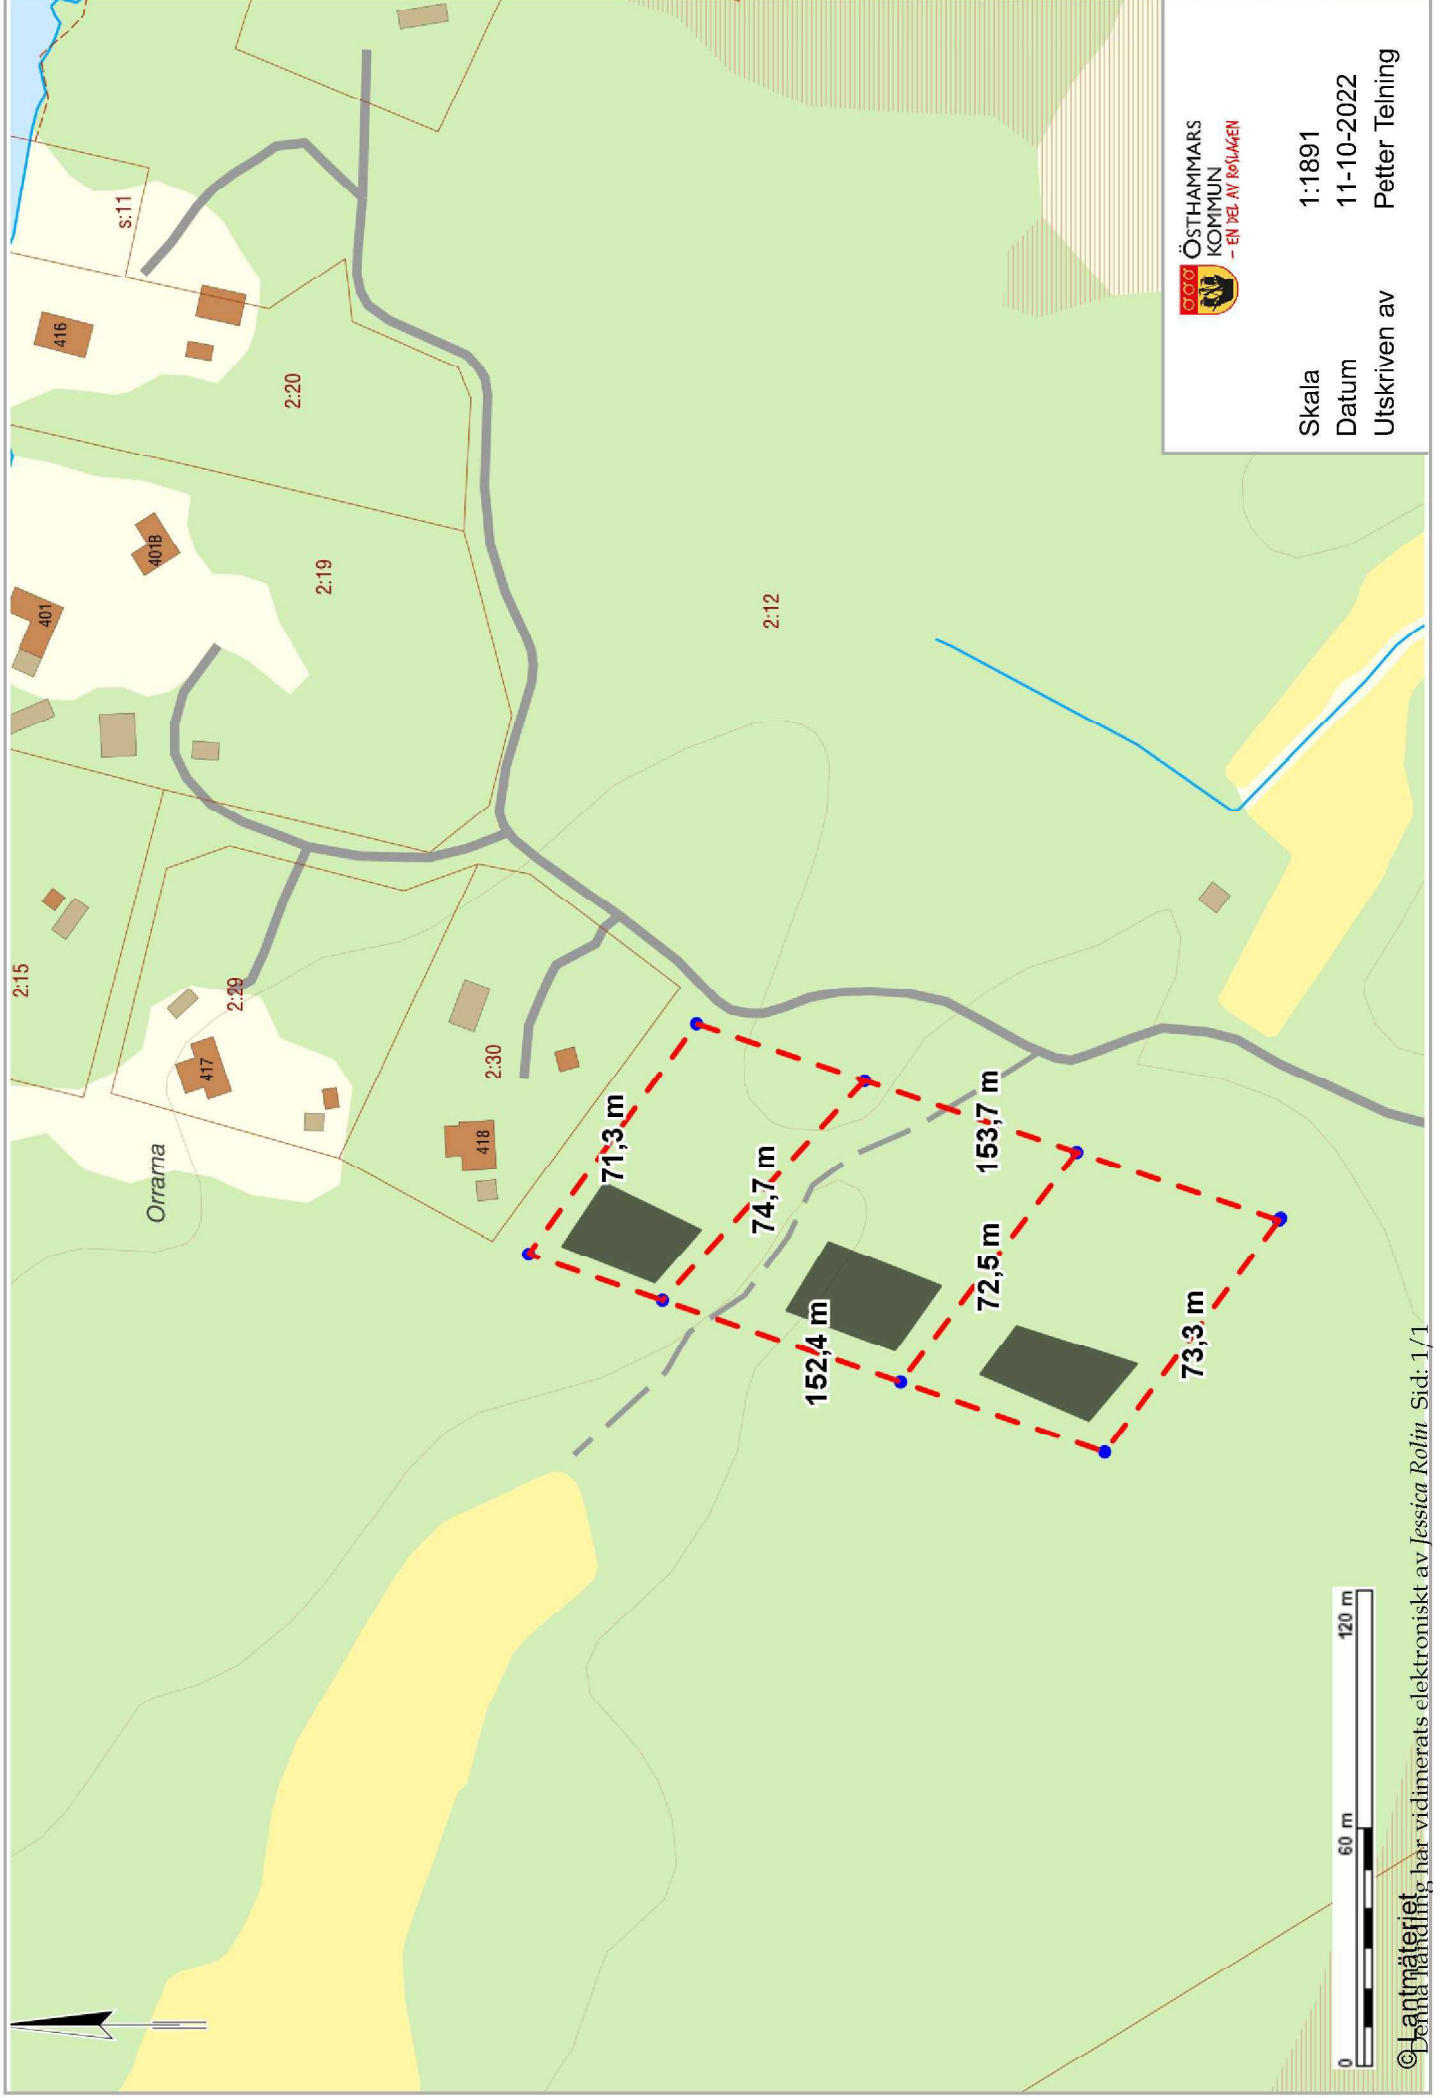 416
s:11
2:20
401
401B
2:19
2:15
2:29
417
2:30
418
Orrarna
2:12
71,3 m
74,7 m
153,7 m
152,4 m
72,5 m
73,3 m
ÖSTHAMMARS
KOMMUN
– EN DEL AV ROSLAGEN
Skala 1:1891
Datum 11-10-2022
Utskriven av Petter Telning
0 60 m 120 m
© Lantmäteriet
Denna handling har vidimerats elektroniskt av Jessica Rolin Sid: 1/1